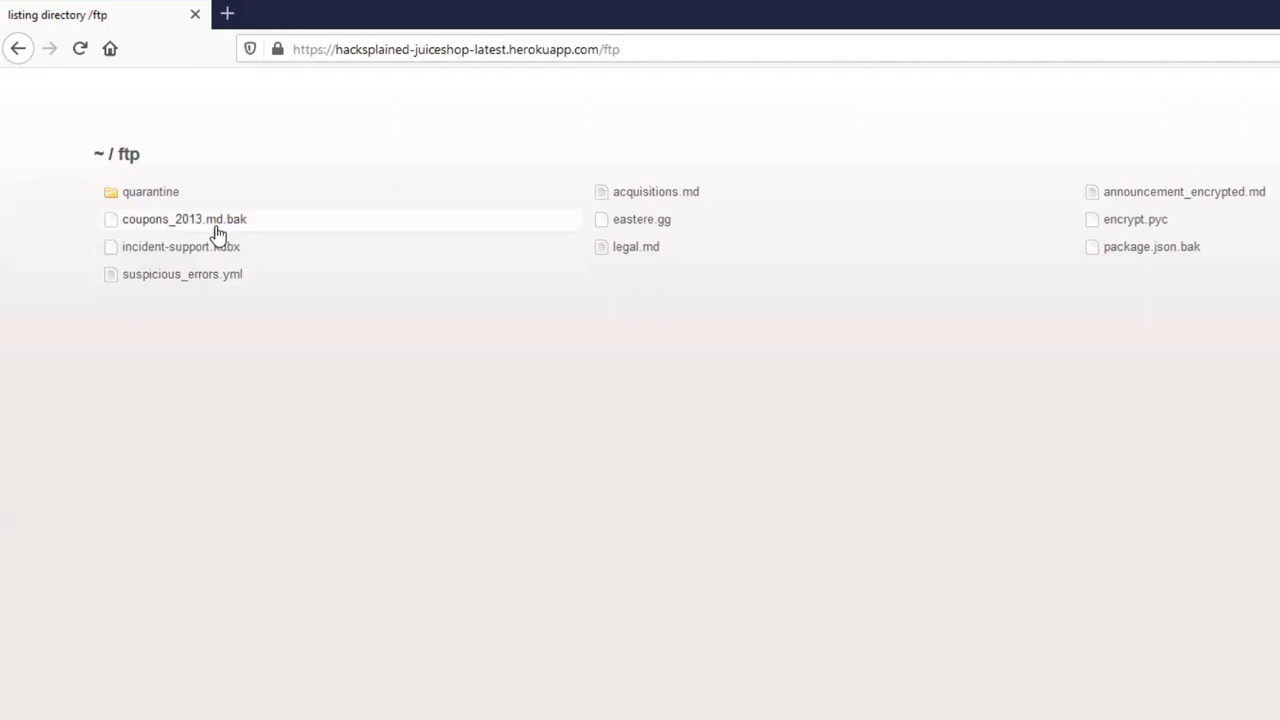 listing directory /ftp
https://hacksplained-juiceshop-latest.herokuapp.com/ftp
~ / ftp
quarantine acquisitions.md announcement_encrypted.md
coupons_2013.md.bak eastere.gg encrypt.pyc
incident-support.kdbx legal.md package.json.bak
suspicious_errors.yml